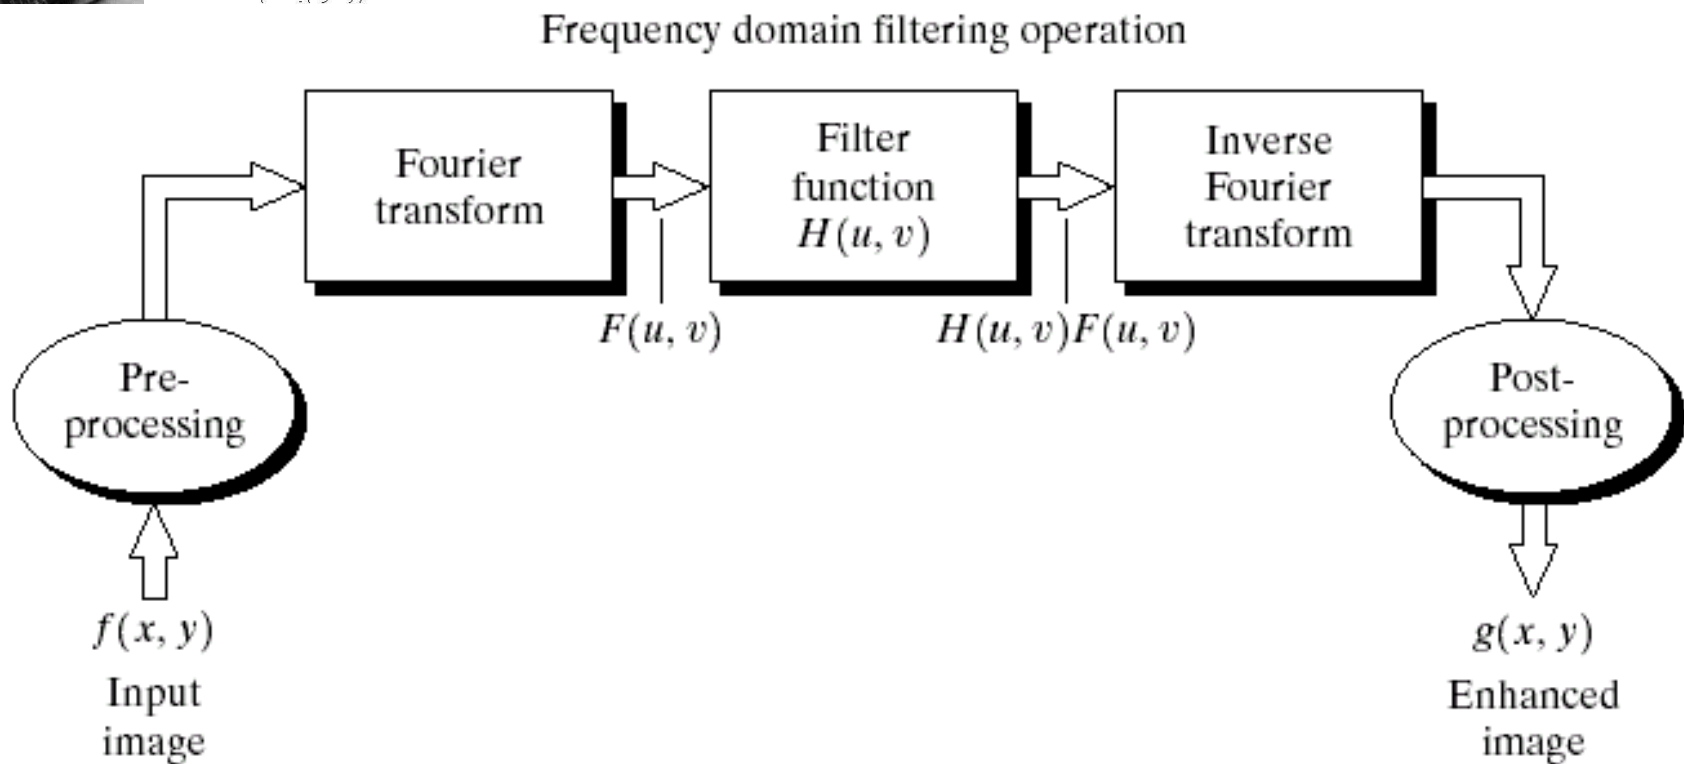 Frequency domain filtering operation
Fourier
transform
Filter
function
H(u, v)
Inverse
Fourier
transform
F(u, v)
H(u, v)F(u, v)
Pre-
processing
Post-
processing
f(x, y)
Input
image
g(x, y)
Enhanced
image